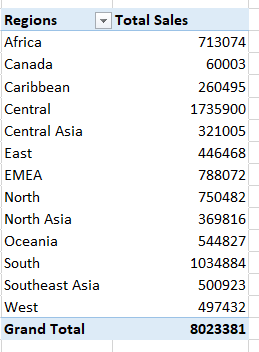 Regions Total Sales
Africa 713074
Canada 60003
Caribbean 260495
Central 1735900
Central Asia 321005
East 446468
EMEA 788072
North 750482
North Asia 369816
Oceania 544827
South 1034884
Southeast Asia 500923
West 497432
Grand Total 8023381